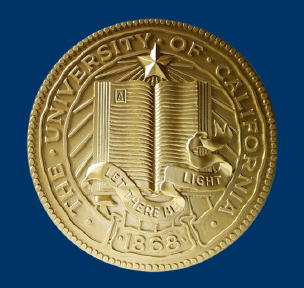 · THE · UNIVERSITY · OF · CALIFORNIA ·
A
LET THERE BE
LIGHT
· 1868 ·